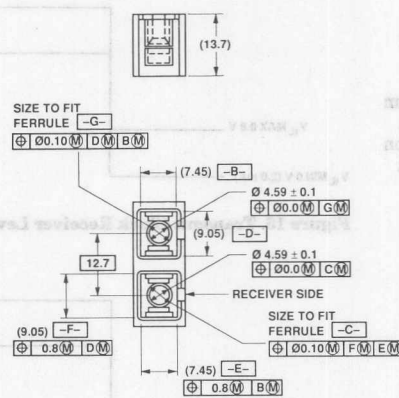 (13.7)
SIZE TO FIT
FERRULE -G-
⌖ Ø0.10Ⓜ DⓂ BⓂ
(7.45) -B-
Ø 4.59 ± 0.1
⌖ Ø0.0Ⓜ GⓂ
(9.05)
-D-
12.7
Ø 4.59 ± 0.1
⌖ Ø0.0Ⓜ CⓂ
RECEIVER SIDE
(9.05) -F-
⌖ 0.8Ⓜ DⓂ
SIZE TO FIT
FERRULE -C-
⌖ Ø0.10Ⓜ FⓂ EⓂ
(7.45) -E-
⌖ 0.8Ⓜ BⓂ